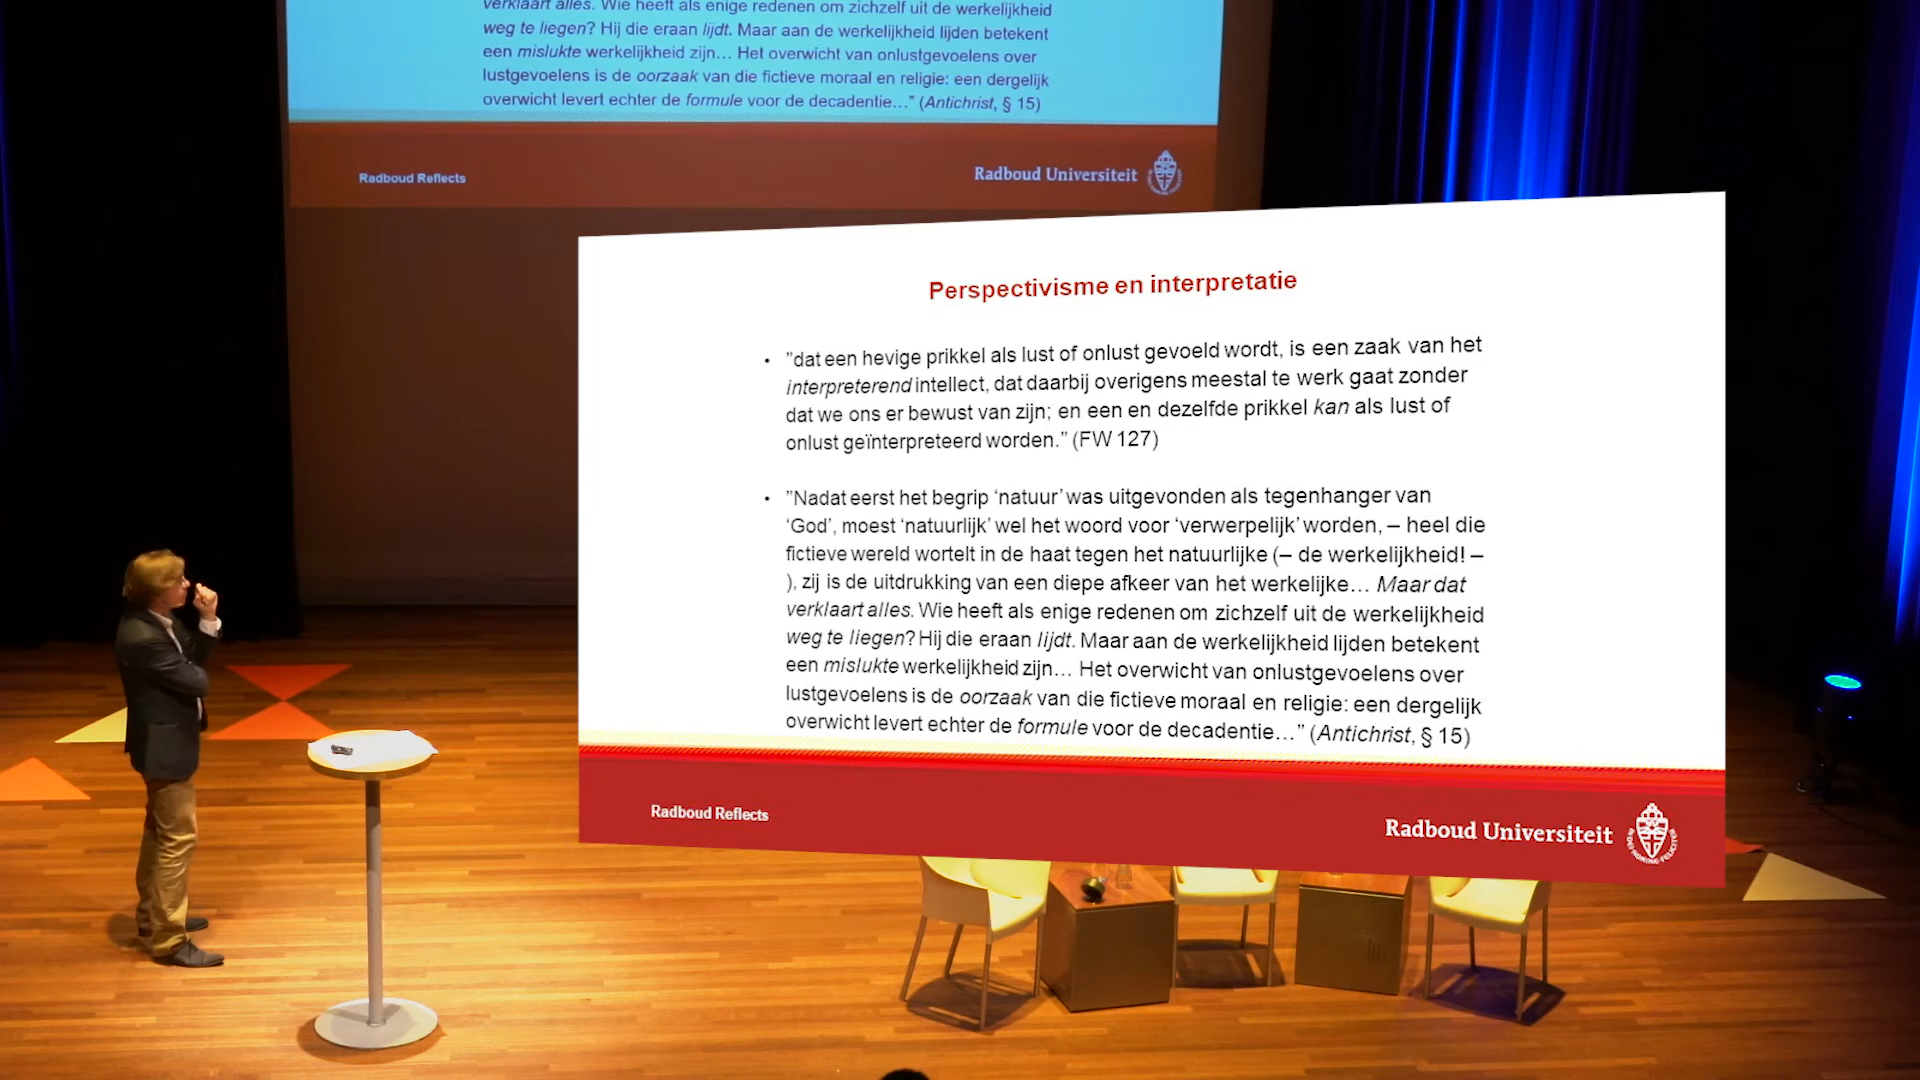 verklaart alles. Wie heeft als enige redenen om zichzelf uit de werkelijkheid
weg te liegen? Hij die eraan lijdt. Maar aan de werkelijkheid lijden betekent
een mislukte werkelijkheid zijn… Het overwicht van onlustgevoelens over
lustgevoelens is de oorzaak van die fictieve moraal en religie: een dergelijk
overwicht levert echter de formule voor de decadentie…” (Antichrist, § 15)
Radboud Reflects
Radboud Universiteit
Perspectivisme en interpretatie
• ”dat een hevige prikkel als lust of onlust gevoeld wordt, is een zaak van het
interpreterend intellect, dat daarbij overigens meestal te werk gaat zonder
dat we ons er bewust van zijn; en een en dezelfde prikkel kan als lust of
onlust geïnterpreteerd worden.” (FW 127)
• ”Nadat eerst het begrip ‘natuur’ was uitgevonden als tegenhanger van
‘God’, moest ‘natuurlijk’ wel het woord voor ‘verwerpelijk’ worden, – heel die
fictieve wereld wortelt in de haat tegen het natuurlijke (– de werkelijkheid! –
), zij is de uitdrukking van een diepe afkeer van het werkelijke… Maar dat
verklaart alles. Wie heeft als enige redenen om zichzelf uit de werkelijkheid
weg te liegen? Hij die eraan lijdt. Maar aan de werkelijkheid lijden betekent
een mislukte werkelijkheid zijn… Het overwicht van onlustgevoelens over
lustgevoelens is de oorzaak van die fictieve moraal en religie: een dergelijk
overwicht levert echter de formule voor de decadentie…” (Antichrist, § 15)
Radboud Reflects
Radboud Universiteit